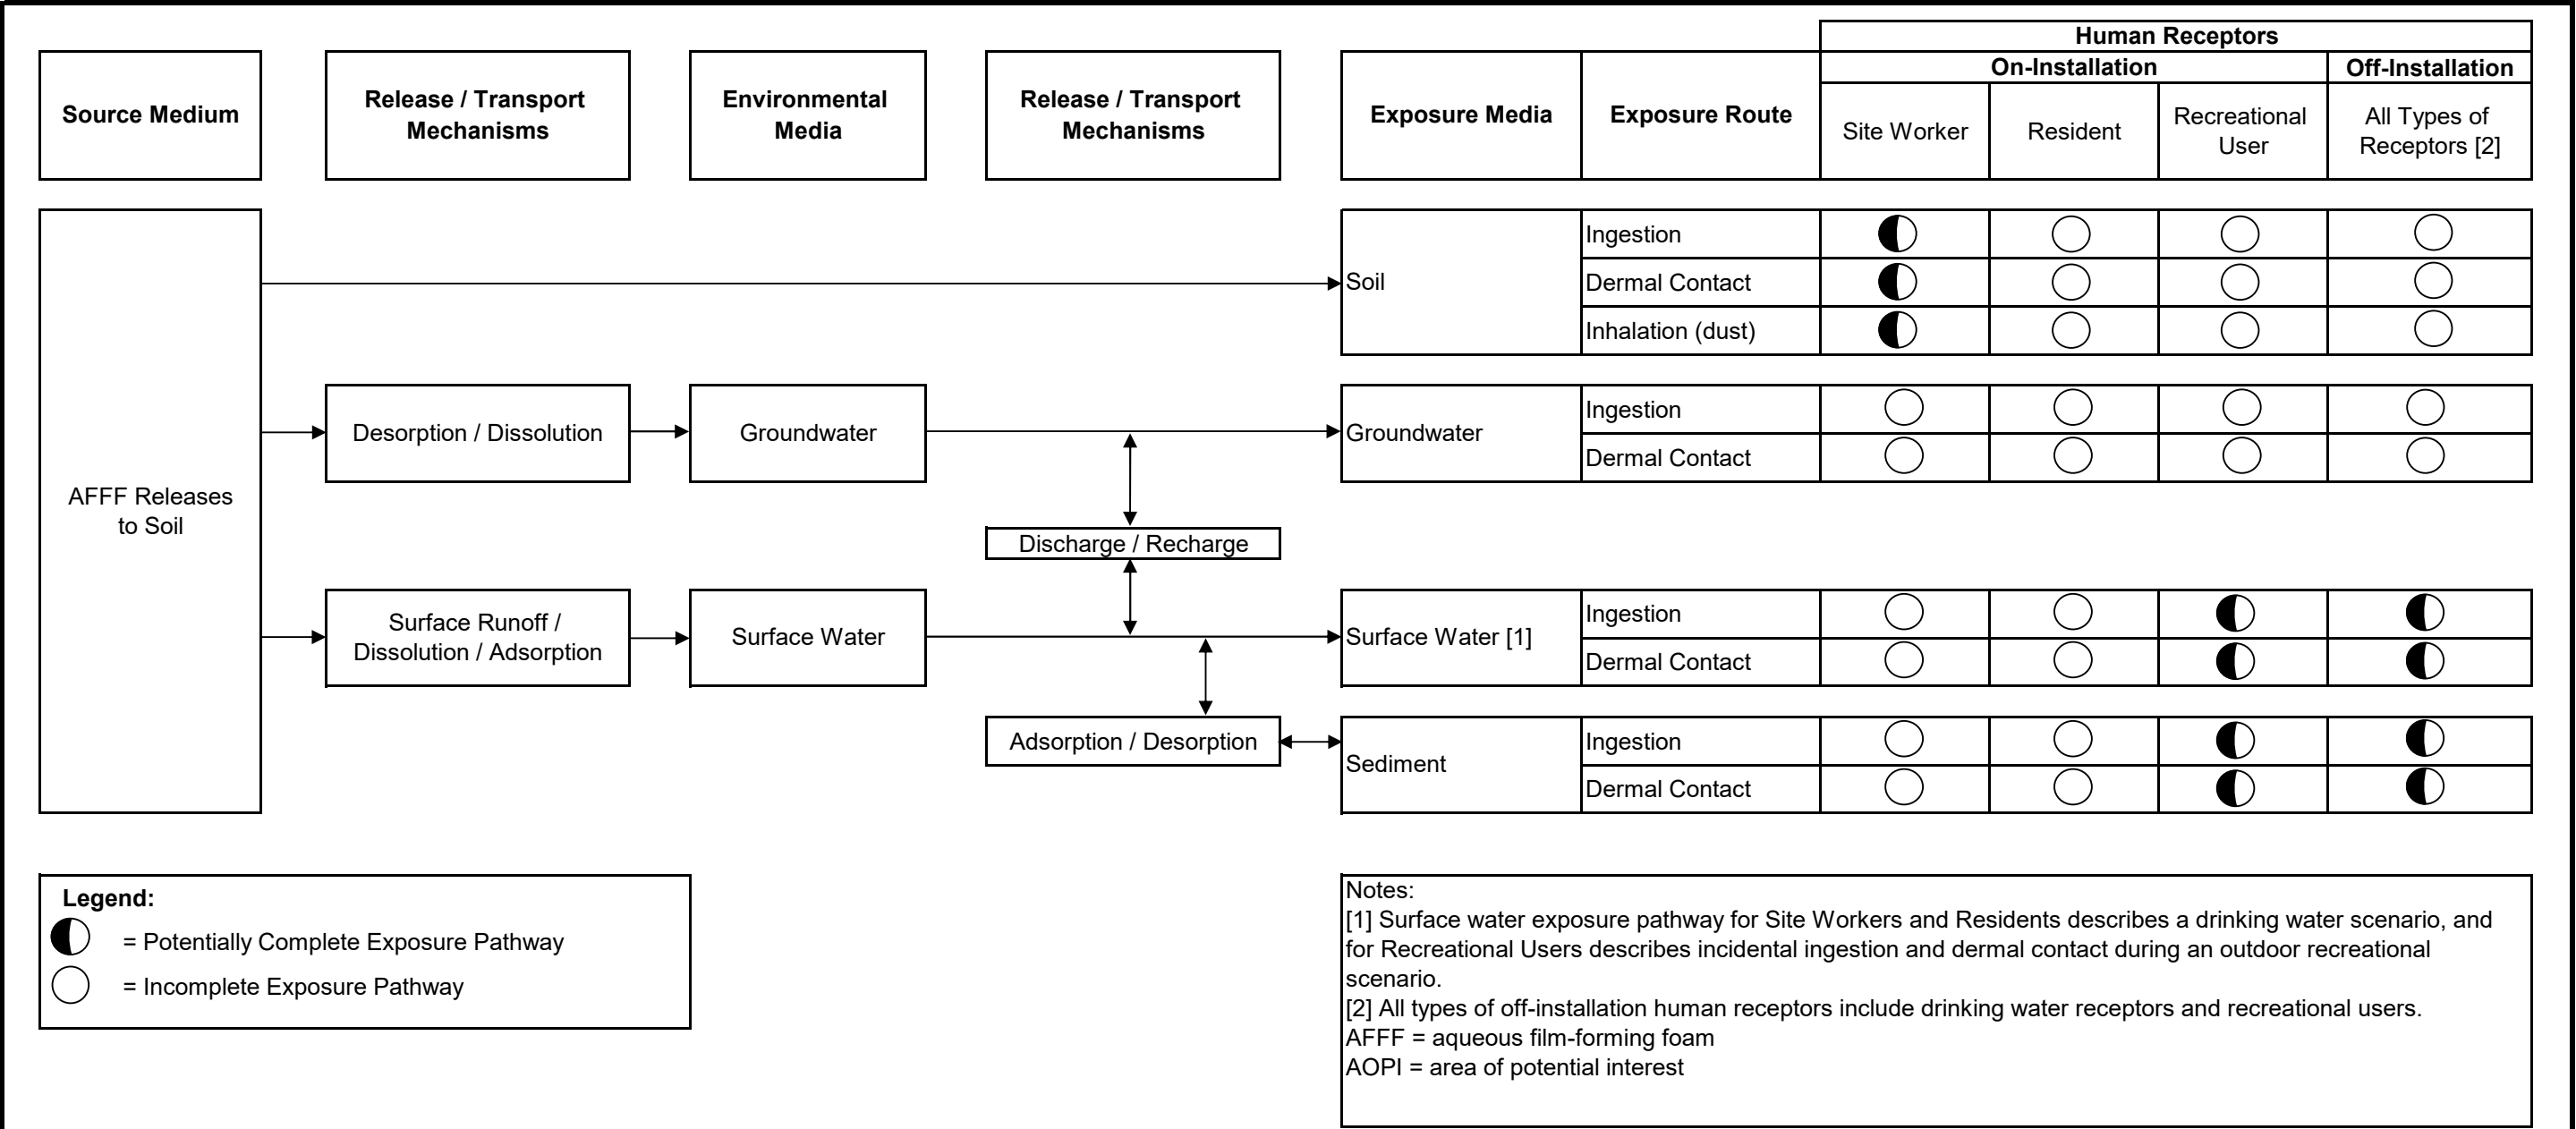 Human Receptors
On-Installation
Off-Installation
Source Medium
Release / Transport
Mechanisms
Environmental
Media
Release / Transport
Mechanisms
Exposure Media
Exposure Route
Site Worker
Resident
Recreational
User
All Types of
Receptors [2]
AFFF Releases
to Soil
Soil
Ingestion
Dermal Contact
Inhalation (dust)
Desorption / Dissolution
Groundwater
Groundwater
Ingestion
Dermal Contact
Discharge / Recharge
Surface Runoff /
Dissolution / Adsorption
Surface Water
Surface Water [1]
Ingestion
Dermal Contact
Adsorption / Desorption
Sediment
Ingestion
Dermal Contact
Legend:
= Potentially Complete Exposure Pathway
= Incomplete Exposure Pathway
Notes:
[1] Surface water exposure pathway for Site Workers and Residents describes a drinking water scenario, and
for Recreational Users describes incidental ingestion and dermal contact during an outdoor recreational
scenario.
[2] All types of off-installation human receptors include drinking water receptors and recreational users.
AFFF = aqueous film-forming foam
AOPI = area of potential interest